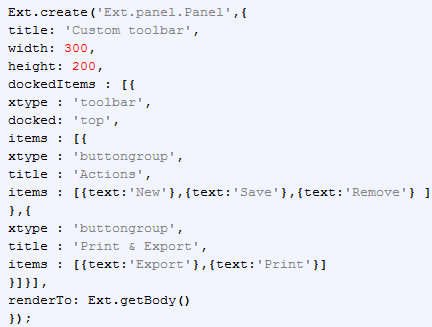 Ext.create('Ext.panel.Panel',{
title: 'Custom toolbar',
width: 300,
height: 200,
dockedItems : [{
xtype : 'toolbar',
docked: 'top',
items : [{
xtype : 'buttongroup',
title : 'Actions',
items : [{text:'New'},{text:'Save'},{text:'Remove'} ]
},{
xtype : 'buttongroup',
title : 'Print & Export',
items : [{text:'Export'},{text:'Print'}]
}]}],
renderTo: Ext.getBody()
});